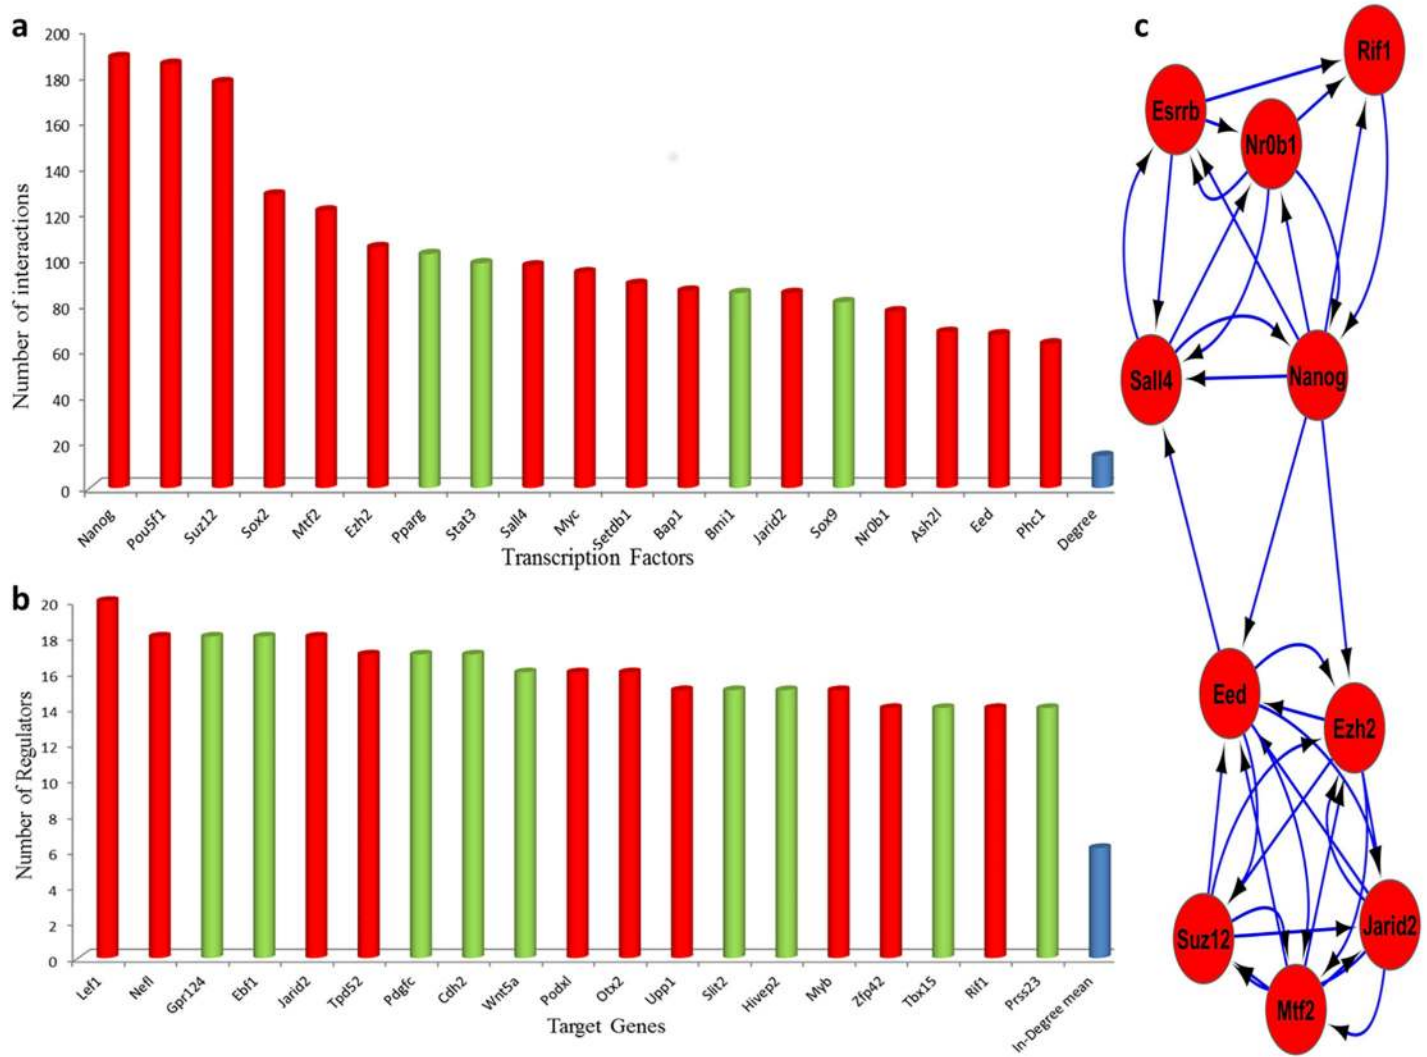 a
200
180
160
140
120
100
80
60
40
20
0
Number of interactions
Nanog
Pou5f1
Suz12
Sox2
Mtf2
Ezh2
Pparg
Stat3
Sall4
Myc
Setdb1
Bap1
Bmi1
Jarid2
Sox9
Nr0b1
Ash2l
Eed
Phc1
Degree
Transcription Factors
b
20
18
16
14
12
10
8
6
4
2
0
Number of Regulators
Lef1
Nefl
Gpr124
Ebf1
Jarid2
Tpd52
Pdgfc
Cdh2
Wnt5a
Podxl
Otx2
Upp1
Slit2
Hivep2
Myb
Zfp42
Tbx15
Rif1
Prss23
In-Degree mean
Target Genes
c
Rif1
Esrrb
Nr0b1
Sall4
Nanog
Eed
Ezh2
Suz12
Jarid2
Mtf2